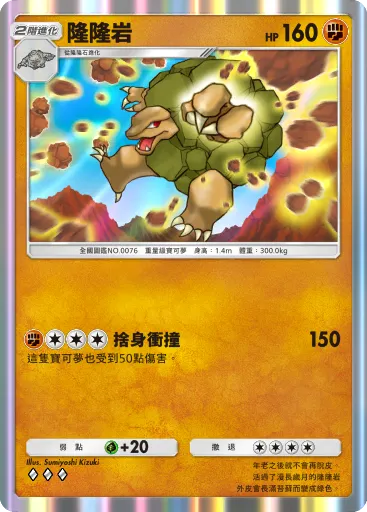 2階進化
隆隆岩
HP 160
從隆隆石進化
全國圖鑑NO.0076 重量級寶可夢 身高:1.4m 體重:300.0kg
捨身衝撞 150
這隻寶可夢也受到50點傷害。
弱點 +20
撤退
Illus. Sumiyoshi Kizuki
年老之後就不會再脫皮。
活過了漫長歲月的隆隆岩
外皮會長滿苔蘚而變成綠色。